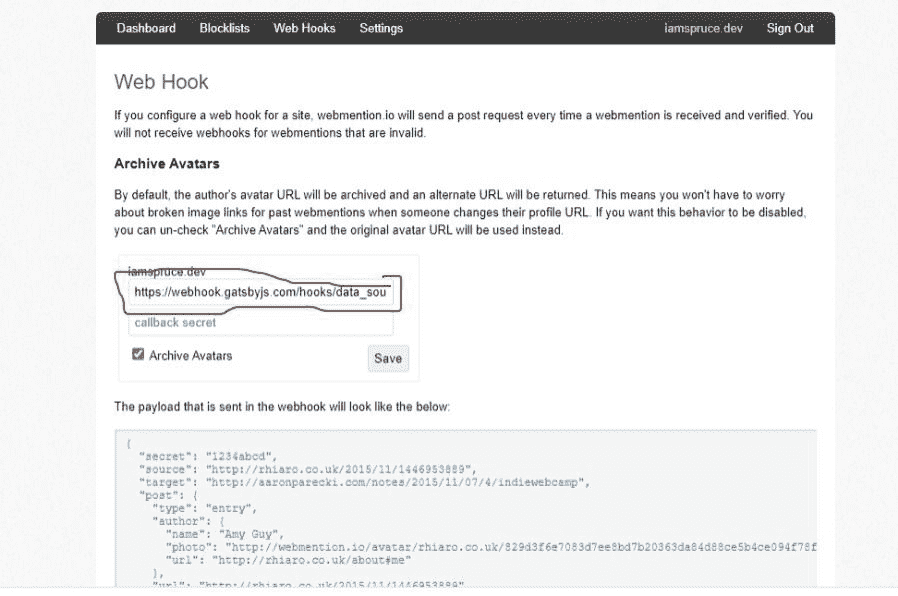 Dashboard Blocklists Web Hooks Settings iamspruce.dev Sign Out
Web Hook
If you configure a web hook for a site, webmention.io will send a post request every time a webmention is received and verified. You
will not receive webhooks for webmentions that are invalid.
Archive Avatars
By default, the author's avatar URL will be archived and an alternate URL will be returned. This means you won't have to worry
about broken image links for past webmentions when someone changes their profile URL. If you want this behavior to be disabled,
you can un-check "Archive Avatars" and the original avatar URL will be used instead.
iamspruce.dev
https://webhook.gatsbyjs.com/hooks/data_sou
callback secret
Archive Avatars
Save
The payload that is sent in the webhook will look like the below:
{
"secret": "1234abcd",
"source": "http://rhiaro.co.uk/2015/11/1446953889",
"target": "http://aaronparecki.com/notes/2015/11/07/4/indiewebcamp",
"post": {
"type": "entry",
"author": {
"name": "Amy Guy",
"photo": "http://webmention.io/avatar/rhiaro.co.uk/829d3f6e7083d7ee8bd7b20363da84d88ce5b4ce094f78f
"url": "http://rhiaro.co.uk/about#me"
},
"url": "http://rhiaro.co.uk/2015/11/1446953889"